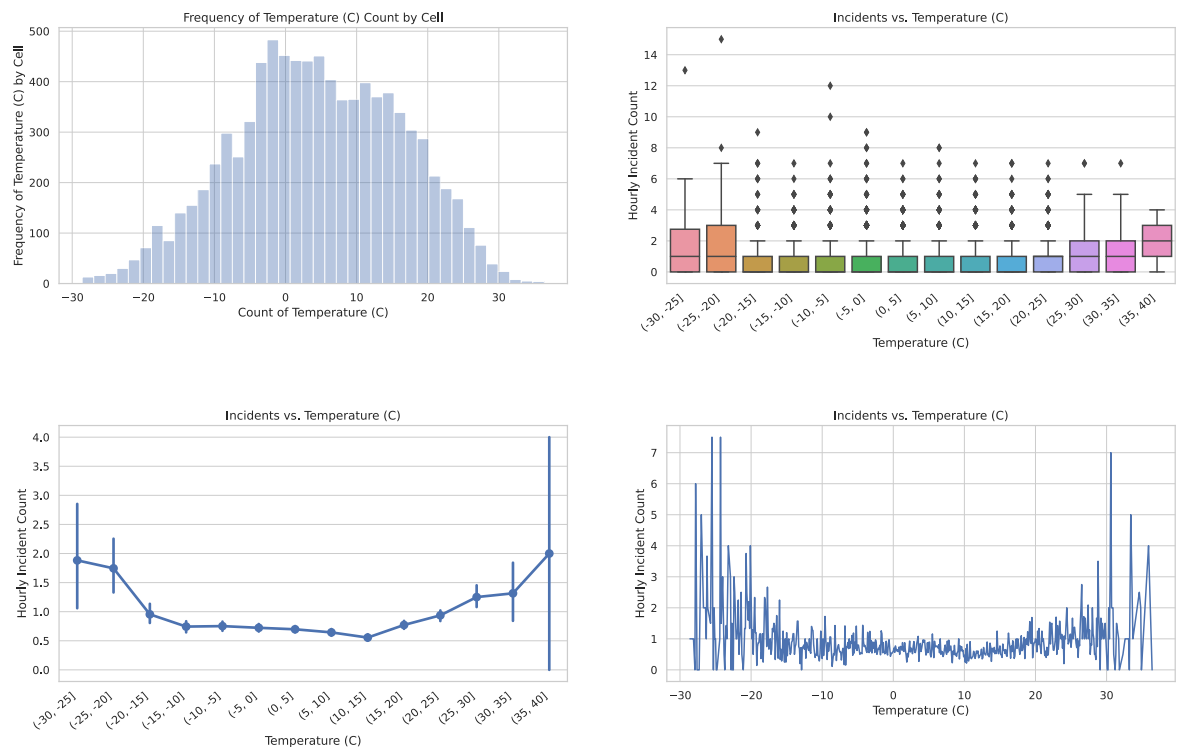 Frequency of Temperature (C) Count by Cell
Frequency of Temperature (C) by Cell
500
400
300
200
100
0
−30 −20 −10 0 10 20 30
Count of Temperature (C)
Incidents vs. Temperature (C)
Hourly Incident Count
14
12
10
8
6
4
2
0
(-30, -25] (-25, -20] (-20, -15] (-15, -10] (-10, -5] (-5, 0] (0, 5] (5, 10] (10, 15] (15, 20] (20, 25] (25, 30] (30, 35] (35, 40]
Temperature (C)
Incidents vs. Temperature (C)
Hourly Incident Count
4.0
3.5
3.0
2.5
2.0
1.5
1.0
0.5
0.0
(-30, -25] (-25, -20] (-20, -15] (-15, -10] (-10, -5] (-5, 0] (0, 5] (5, 10] (10, 15] (15, 20] (20, 25] (25, 30] (30, 35] (35, 40]
Temperature (C)
Incidents vs. Temperature (C)
Hourly Incident Count
7
6
5
4
3
2
1
0
−30 −20 −10 0 10 20 30
Temperature (C)